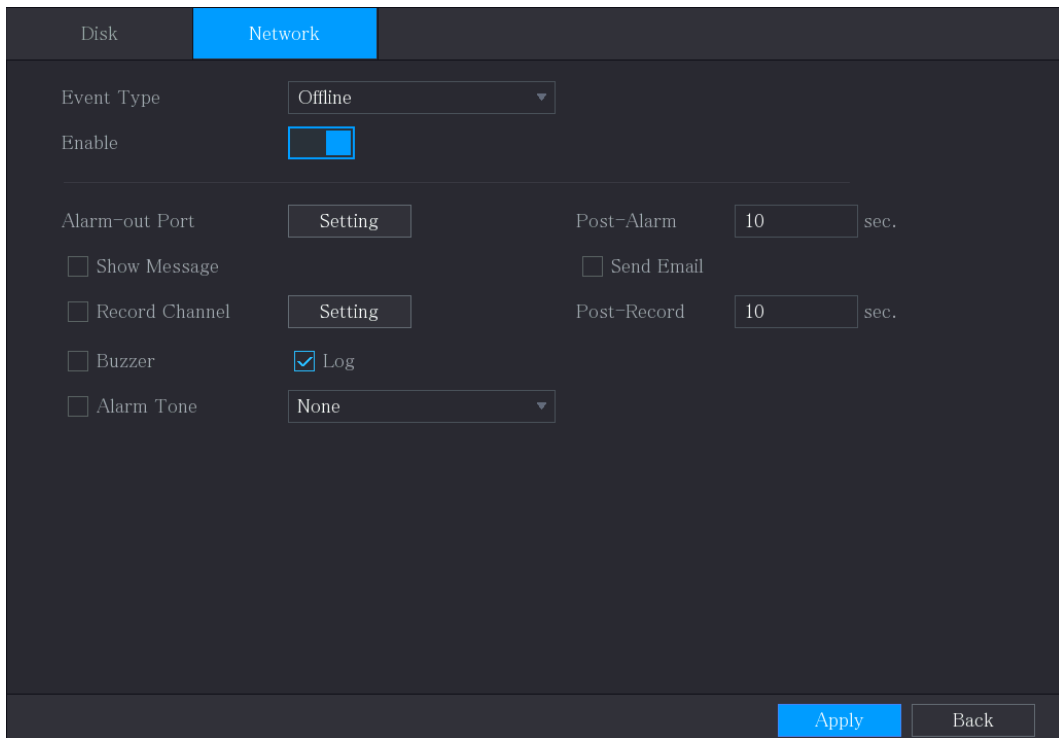 Disk Network
Event Type Offline
Enable
Alarm-out Port Setting Post-Alarm 10 sec.
Show Message Send Email
Record Channel Setting Post-Record 10 sec.
Buzzer Log
Alarm Tone None
Apply Back